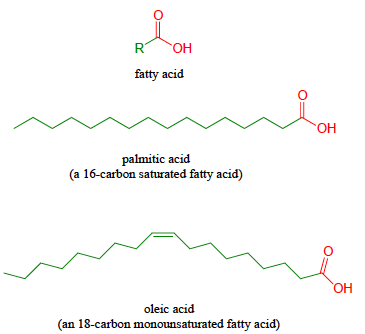 O
R
OH
fatty acid
O
OH
palmitic acid
(a 16-carbon saturated fatty acid)
O
OH
oleic acid
(an 18-carbon monounsaturated fatty acid)